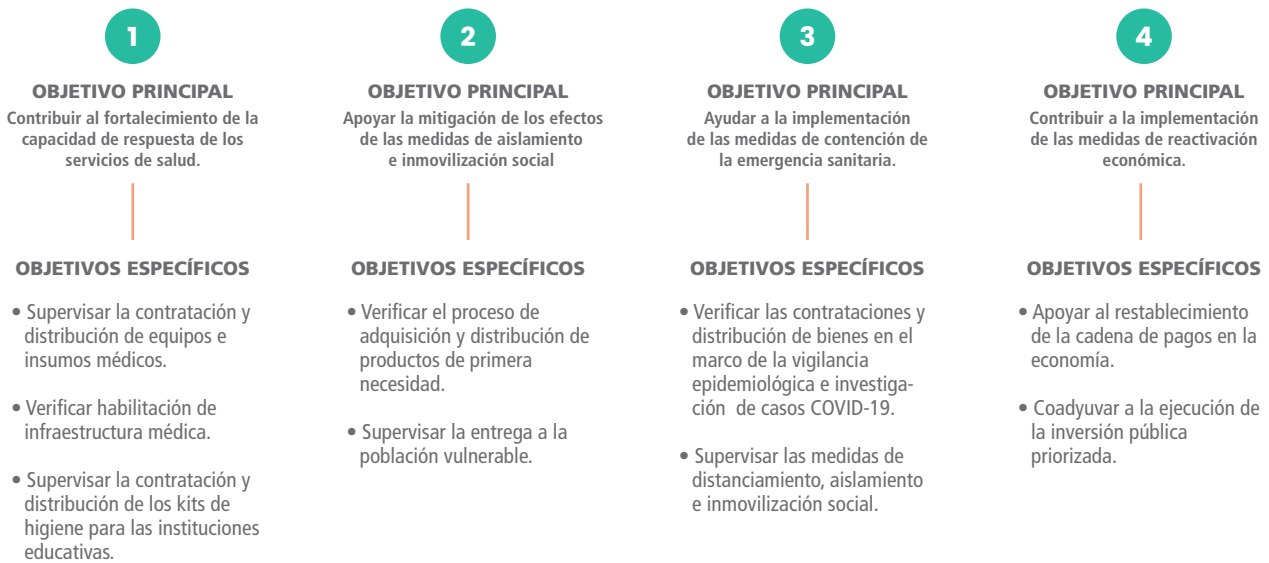 1
OBJETIVO PRINCIPAL
Contribuir al fortalecimiento de la
capacidad de respuesta de los
servicios de salud.
OBJETIVOS ESPECÍFICOS
• Supervisar la contratación y
distribución de equipos e
insumos médicos.
• Verificar habilitación de
infraestructura médica.
• Supervisar la contratación y
distribución de los kits de
higiene para las instituciones
educativas.
2
OBJETIVO PRINCIPAL
Apoyar la mitigación de los efectos
de las medidas de aislamiento
e inmovilización social
OBJETIVOS ESPECÍFICOS
• Verificar el proceso de
adquisición y distribución de
productos de primera
necesidad.
• Supervisar la entrega a la
población vulnerable.
3
OBJETIVO PRINCIPAL
Ayudar a la implementación
de las medidas de contención de
la emergencia sanitaria.
OBJETIVOS ESPECÍFICOS
• Verificar las contrataciones y
distribución de bienes en el
marco de la vigilancia
epidemiológica e investiga-
ción de casos COVID-19.
• Supervisar las medidas de
distanciamiento, aislamiento
e inmovilización social.
4
OBJETIVO PRINCIPAL
Contribuir a la implementación
de las medidas de reactivación
económica.
OBJETIVOS ESPECÍFICOS
• Apoyar al restablecimiento
de la cadena de pagos en la
economía.
• Coadyuvar a la ejecución de
la inversión pública
priorizada.